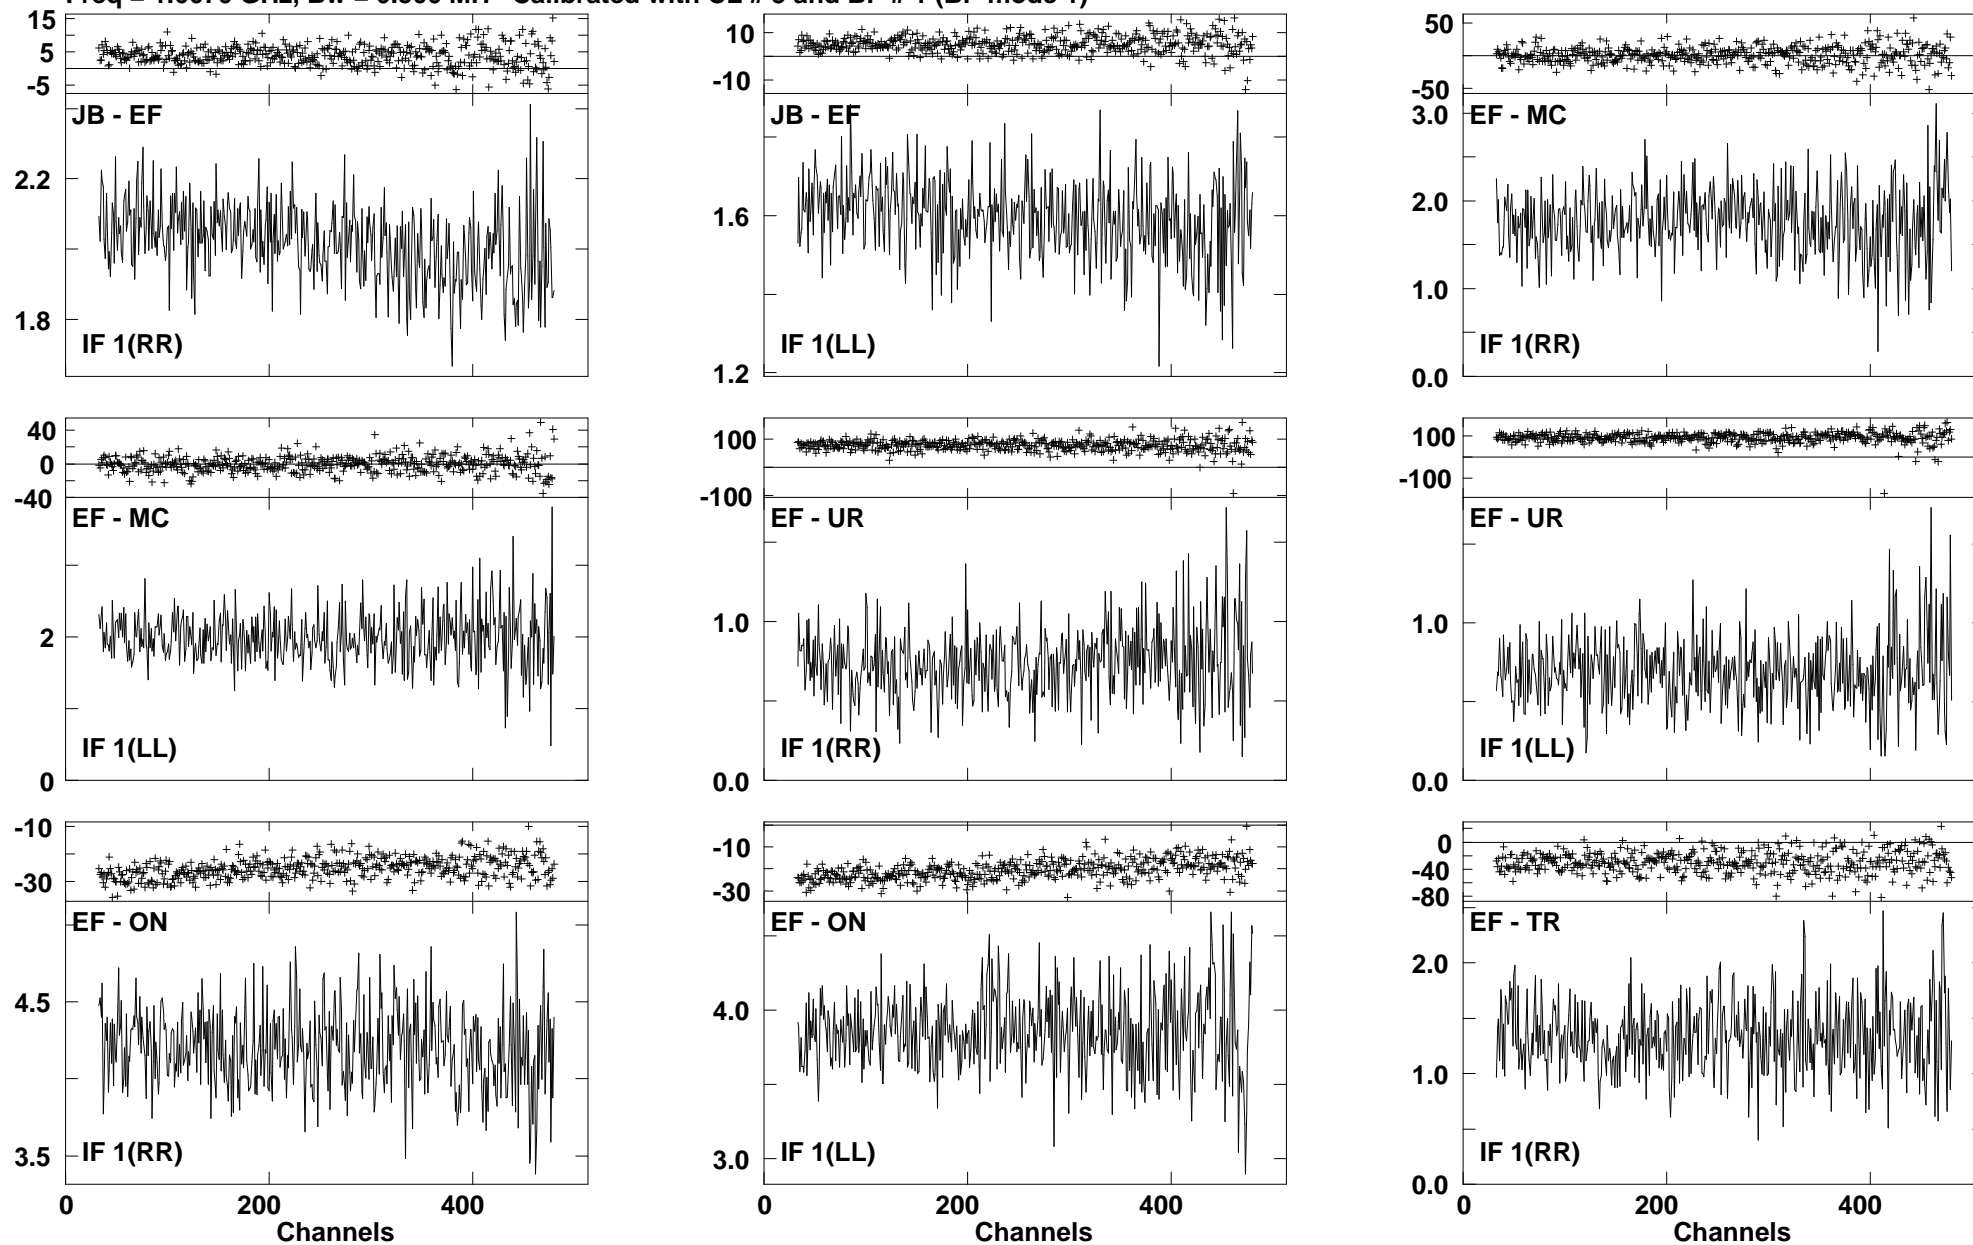 15 5 -5
JB - EF
2.2
1.8
IF 1(RR)
10 -10
JB - EF
1.6
1.2
IF 1(LL)
50 -50
EF - MC
3.0
2.0
1.0
0.0
IF 1(RR)
40 0 -40
EF - MC
2
0
IF 1(LL)
100 -100
EF - UR
1.0
0.0
IF 1(RR)
100 -100
EF - UR
1.0
0.0
IF 1(LL)
-10 -30
EF - ON
4.5
3.5
IF 1(RR)
0 200 400
Channels
-10 -30
EF - ON
4.0
3.0
IF 1(LL)
0 200 400
0 -40 -80
EF - TR
2.0
1.0
0.0
IF 1(RR)
0 200 400
Channels